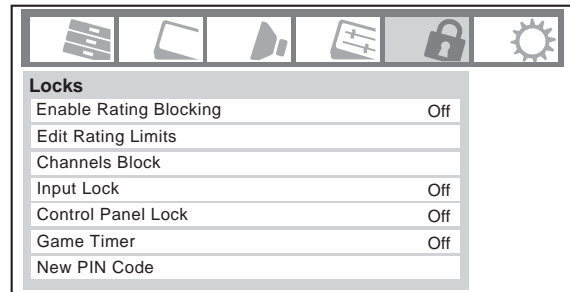 Locks
Enable Rating Blocking Off
Edit Rating Limits
Channels Block
Input Lock Off
Control Panel Lock Off
Game Timer Off
New PIN Code